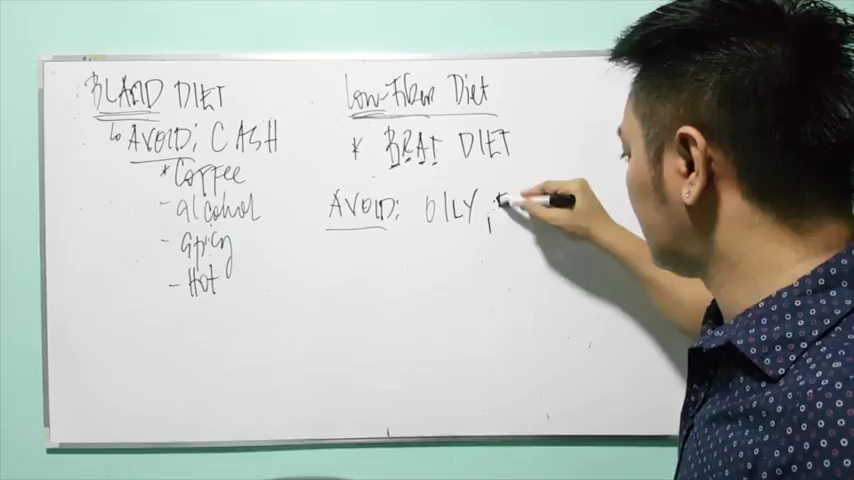 BLAND DIET
AVOID: CASH
* Coffee
- alcohol
- spicy
- Hot
Low-Fiber Diet
* BRAT DIET
AVOID: OILY